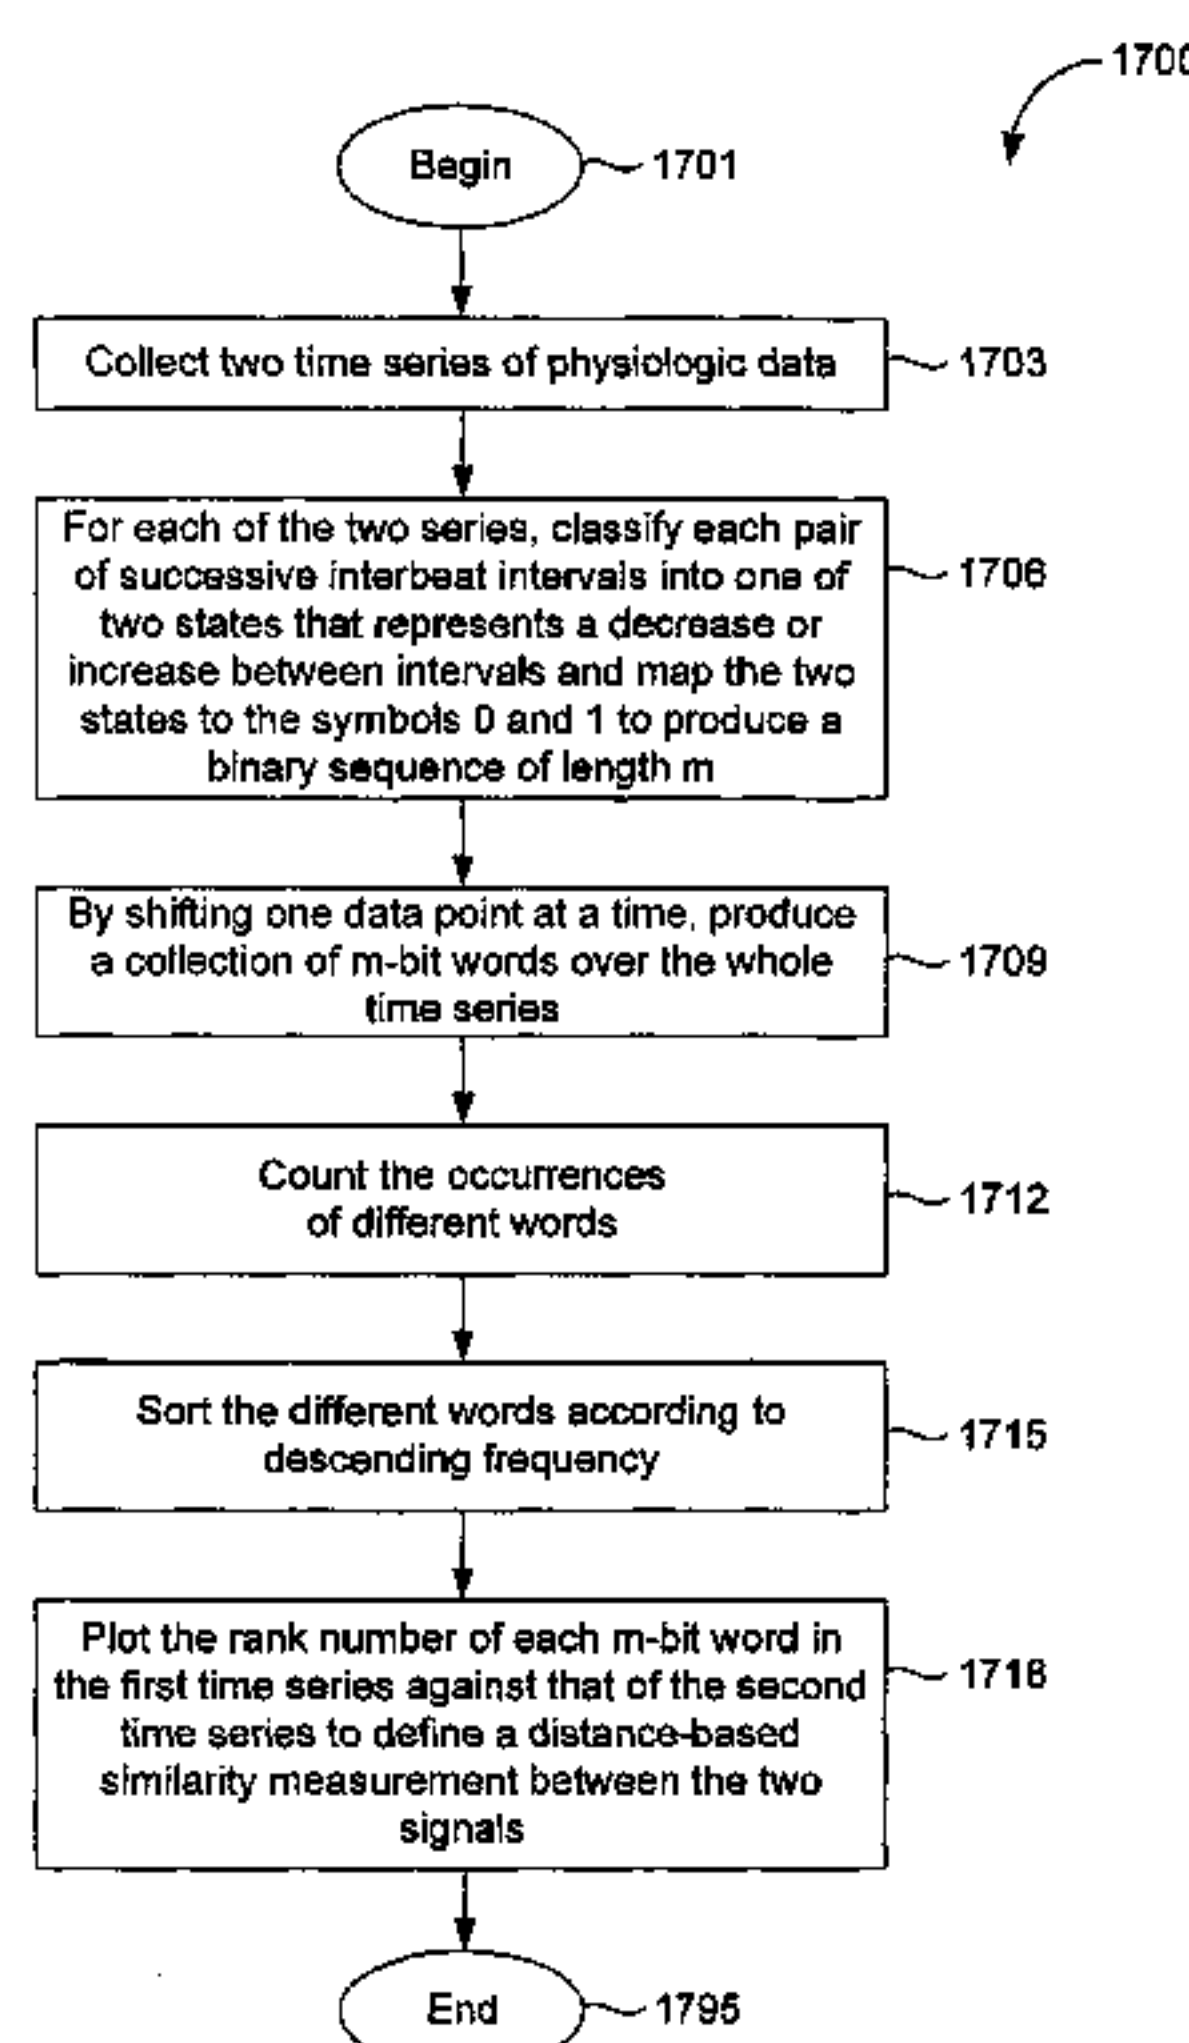 1700
Begin
1701
Collect two time series of physiologic data
1703
For each of the two series, classify each pair
of successive interbeat intervals into one of
two states that represents a decrease or
increase between intervals and map the two
states to the symbols 0 and 1 to produce a
binary sequence of length m
1706
By shifting one data point at a time, produce
a collection of m-bit words over the whole
time series
1709
Count the occurrences
of different words
1712
Sort the different words according to
descending frequency
1715
Plot the rank number of each m-bit word in
the first time series against that of the second
time series to define a distance-based
similarity measurement between the two
signals
1718
End
1795